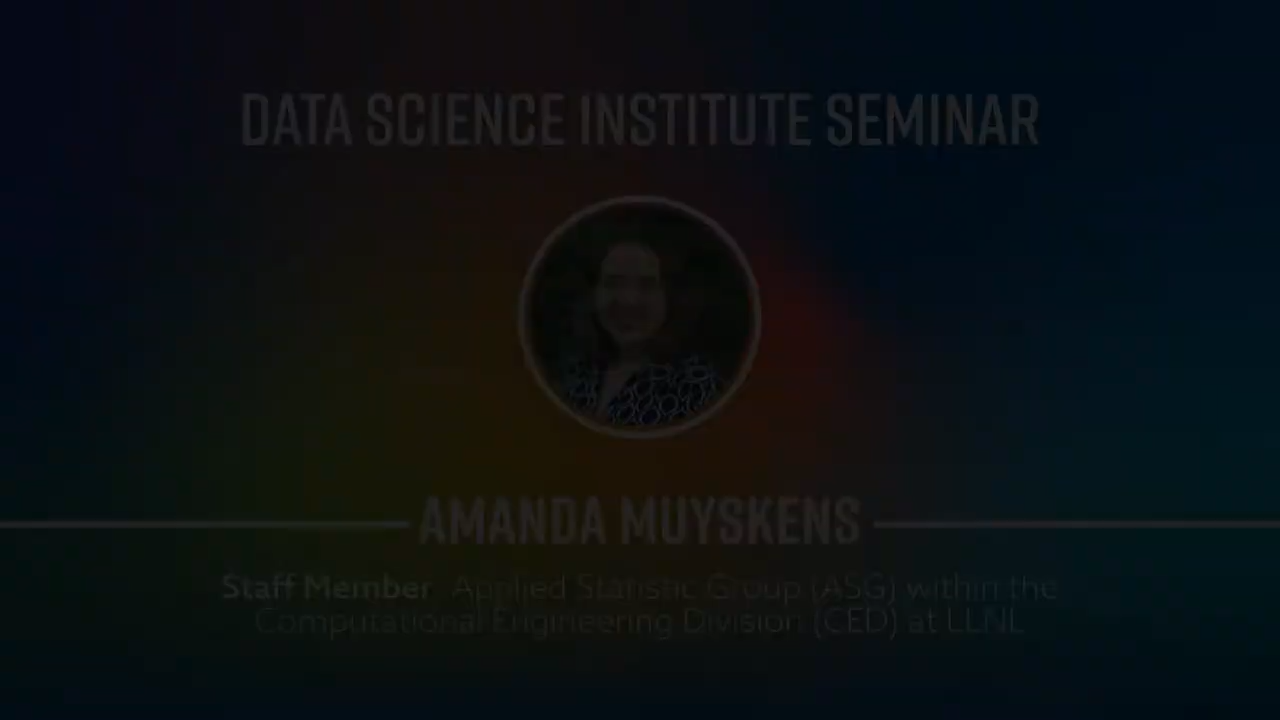 DATA SCIENCE INSTITUTE SEMINAR
AMANDA MUYSKENS
Staff Member Applied Statistic Group (ASG) within the
Computational Engineering Division (CED) at LLNL